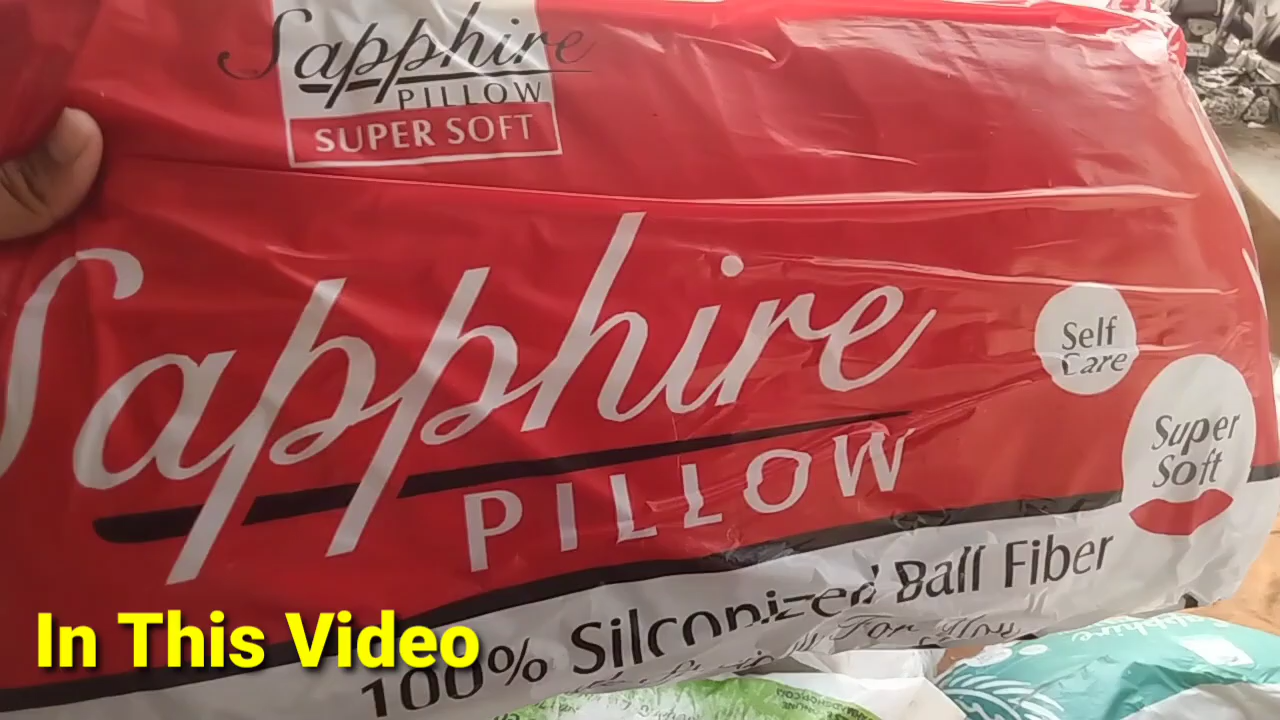 Sapphire
PILLOW
SUPER SOFT
Sapphire
PILLOW
Self
Care
Super
Soft
100% Silconized Ball Fiber
In This Video